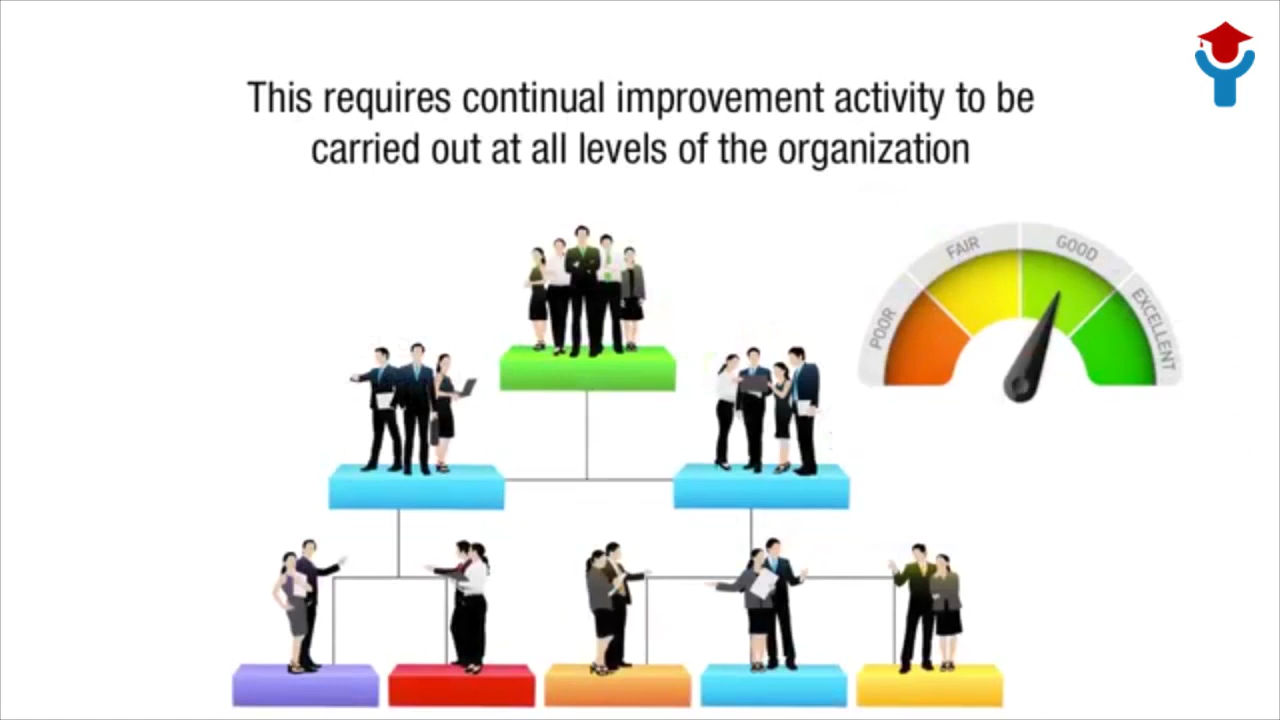 This requires continual improvement activity to be
carried out at all levels of the organization
POOR
FAIR
GOOD
EXCELLENT